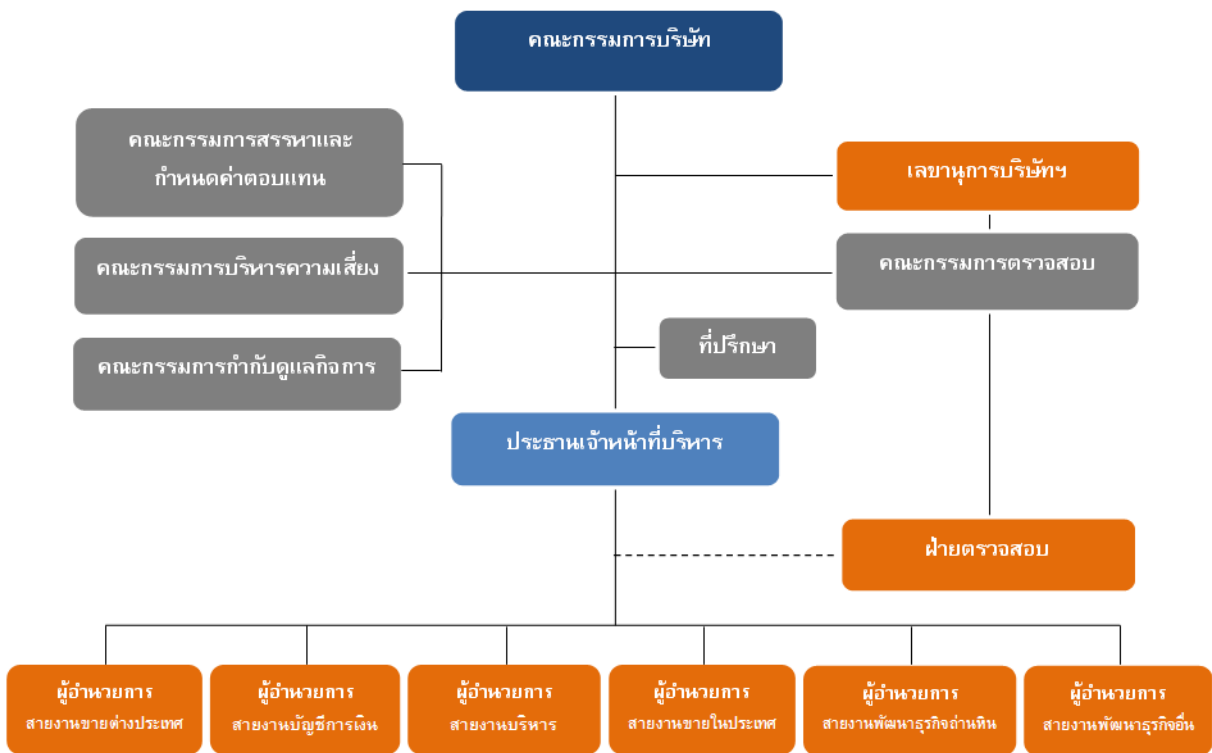 คณะกรรมการบริษัท
คณะกรรมการสรรหาและ
กำหนดค่าตอบแทน
เลขานุการบริษัทฯ
คณะกรรมการบริหารความเสี่ยง
คณะกรรมการตรวจสอบ
ที่ปรึกษา
คณะกรรมการกำกับดูแลกิจการ
ประธานเจ้าหน้าที่บริหาร
ฝ่ายตรวจสอบ
ผู้อำนวยการ
สายงานขายต่างประเทศ
ผู้อำนวยการ
สายงานบัญชีการเงิน
ผู้อำนวยการ
สายงานบริหาร
ผู้อำนวยการ
สายงานขายในประเทศ
ผู้อำนวยการ
สายงานพัฒนาธุรกิจถ่านหิน
ผู้อำนวยการ
สายงานพัฒนาธุรกิจอื่น